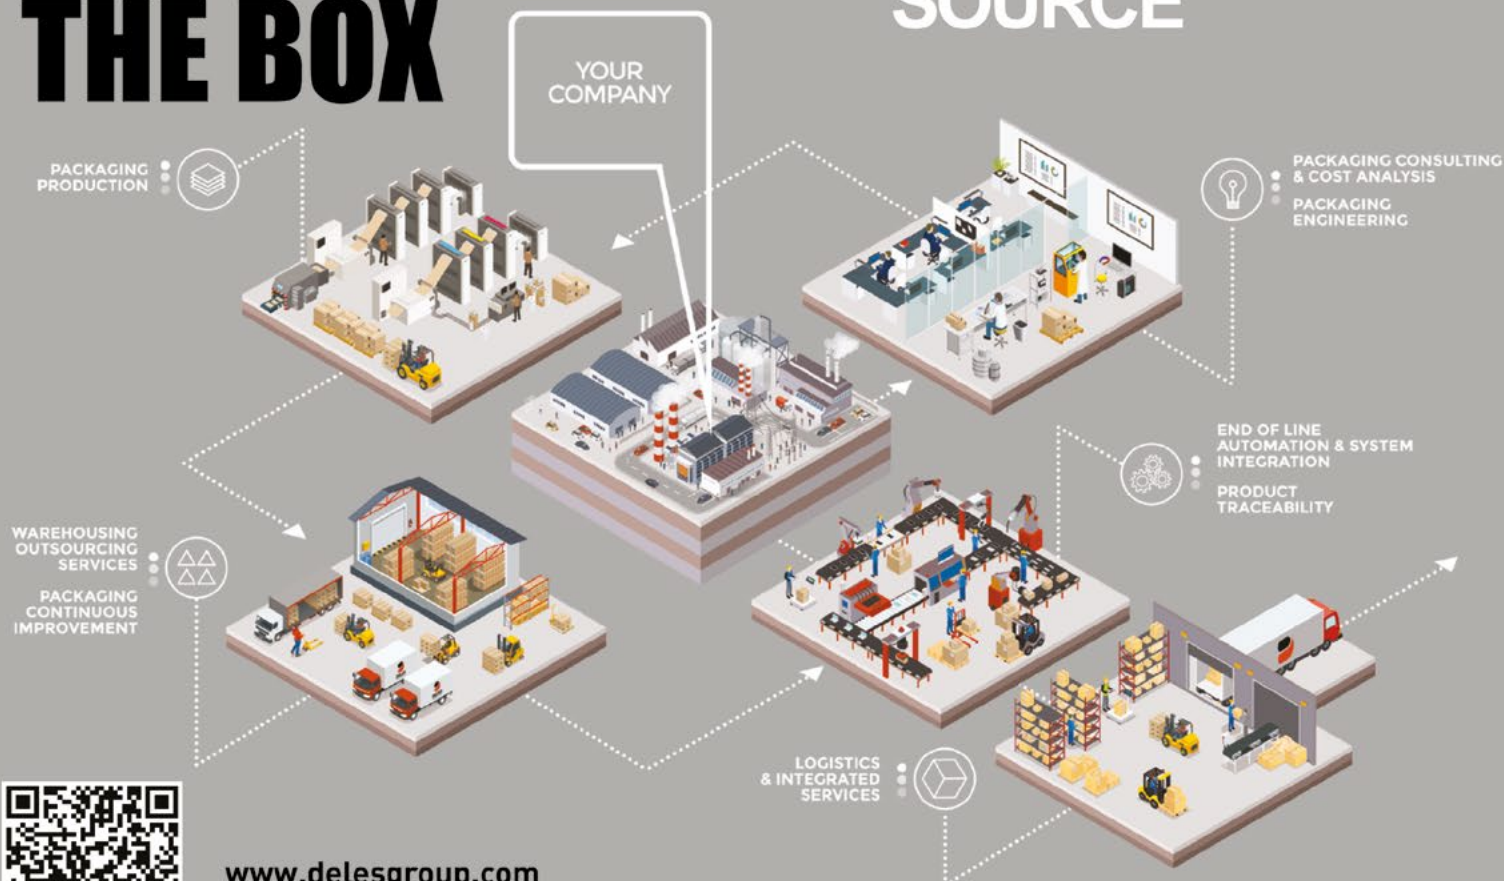 THE BOX
SOURCE
YOUR
COMPANY
PACKAGING
PRODUCTION
PACKAGING CONSULTING
& COST ANALYSIS
PACKAGING
ENGINEERING
END OF LINE
AUTOMATION & SYSTEM
INTEGRATION
PRODUCT
TRACEABILITY
WAREHOUSING
OUTSOURCING
SERVICES
PACKAGING
CONTINUOUS
IMPROVEMENT
LOGISTICS
& INTEGRATED
SERVICES
www.delesgroup.com